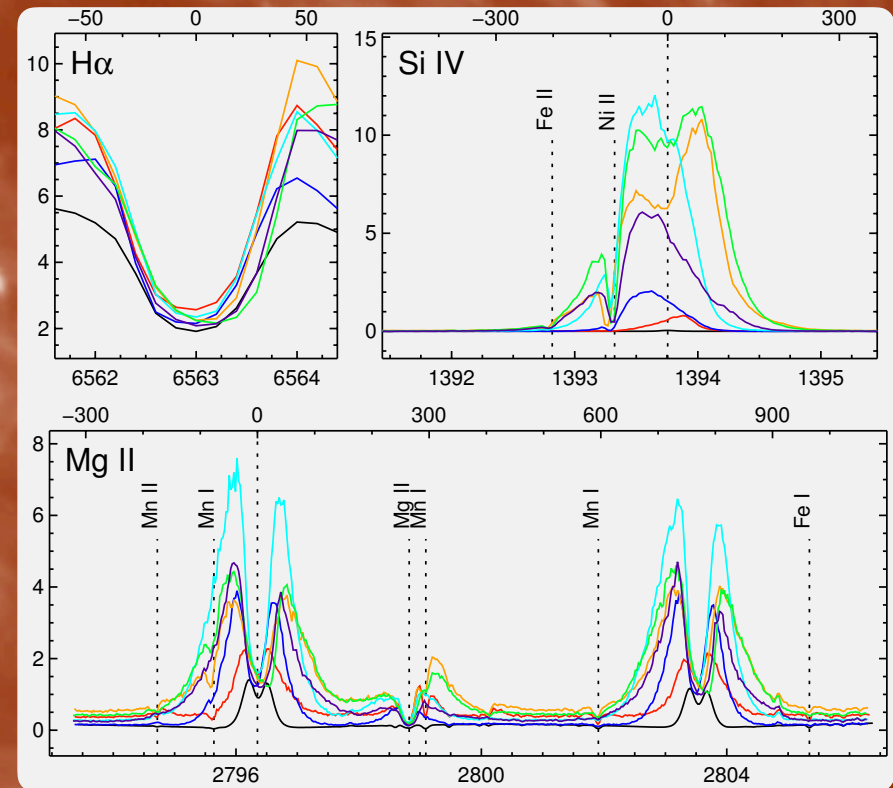 −50 0 50
−300 0 300
Hα
Si IV
10
8
6
4
2
15
10
5
0
Fe II
Ni II
6562 6563 6564
1392 1393 1394 1395
−300 0 300 600 900
Mg II
8
6
4
2
0
Mn II
Mn I
Mg II
Mn I
Mn I
Fe I
2796 2800 2804